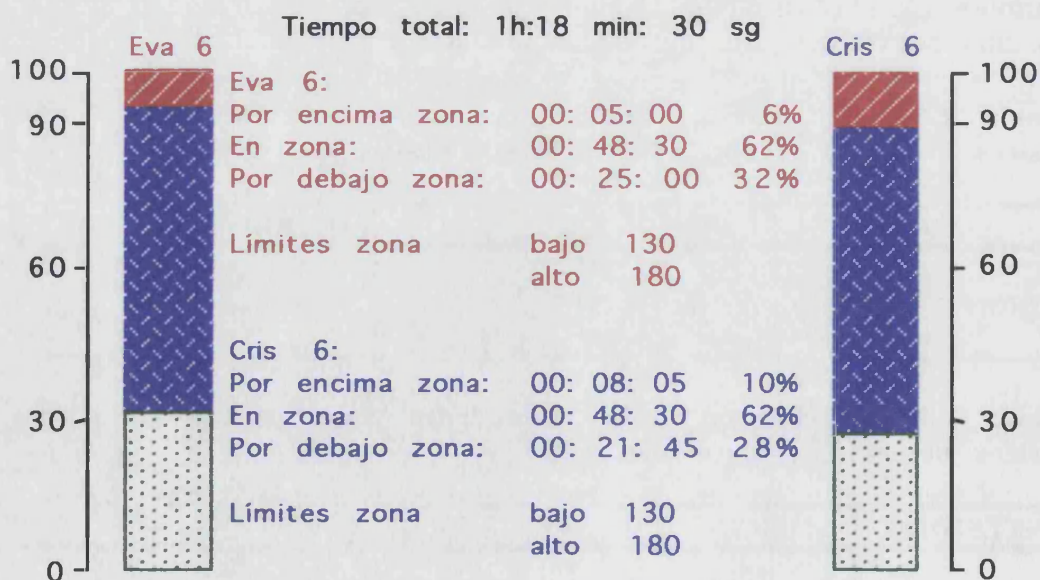 Tiempo total: 1h:18 min: 30 sg
Eva 6
Cris 6
100
90
60
30
0
Eva 6:
Por encima zona: 00: 05: 00 6%
En zona: 00: 48: 30 62%
Por debajo zona: 00: 25: 00 32%
Límites zona bajo 130
alto 180
Cris 6:
Por encima zona: 00: 08: 05 10%
En zona: 00: 48: 30 62%
Por debajo zona: 00: 21: 45 28%
Límites zona bajo 130
alto 180
100
90
60
30
0